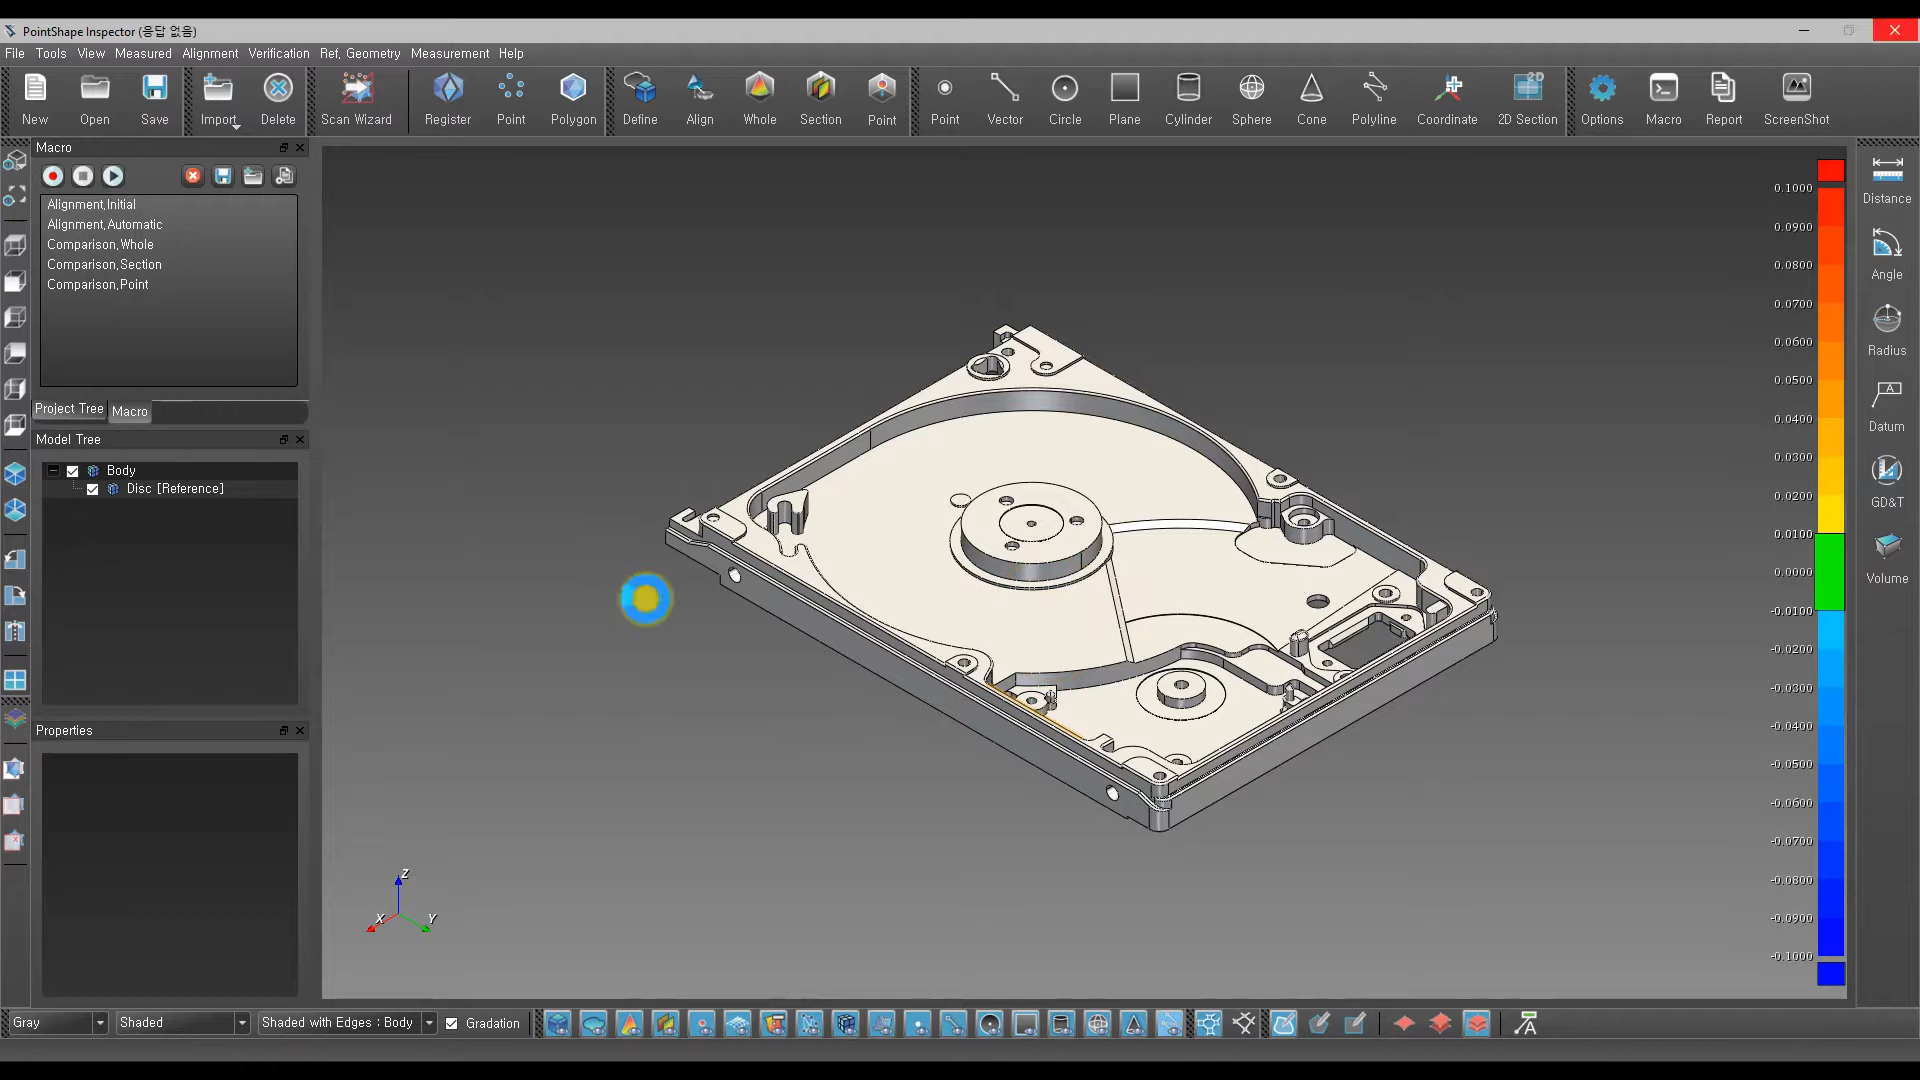 PointShape Inspector (응답 없음)
File Tools View Measured Alignment Verification Ref. Geometry Measurement Help
New Open Save Import Delete Scan Wizard Register Point Polygon Define Align Whole Section Point Point Vector Circle Plane Cylinder Sphere Cone Polyline Coordinate 2D 2D Section Options Macro Report ScreenShot
Macro
Alignment,Initial
Alignment,Automatic
Comparison,Whole
Comparison,Section
Comparison,Point
Project Tree Macro
Model Tree
Body
Disc [Reference]
Properties
Z
X Y
0.1000
0.0900
0.0800
0.0700
0.0600
0.0500
0.0400
0.0300
0.0200
0.0100
0.0000
-0.0100
-0.0200
-0.0300
-0.0400
-0.0500
-0.0600
-0.0700
-0.0800
-0.0900
-0.1000
Distance
Angle
Radius
A
Datum
GD&T
Volume
Gray Shaded Shaded with Edges : Body Gradation